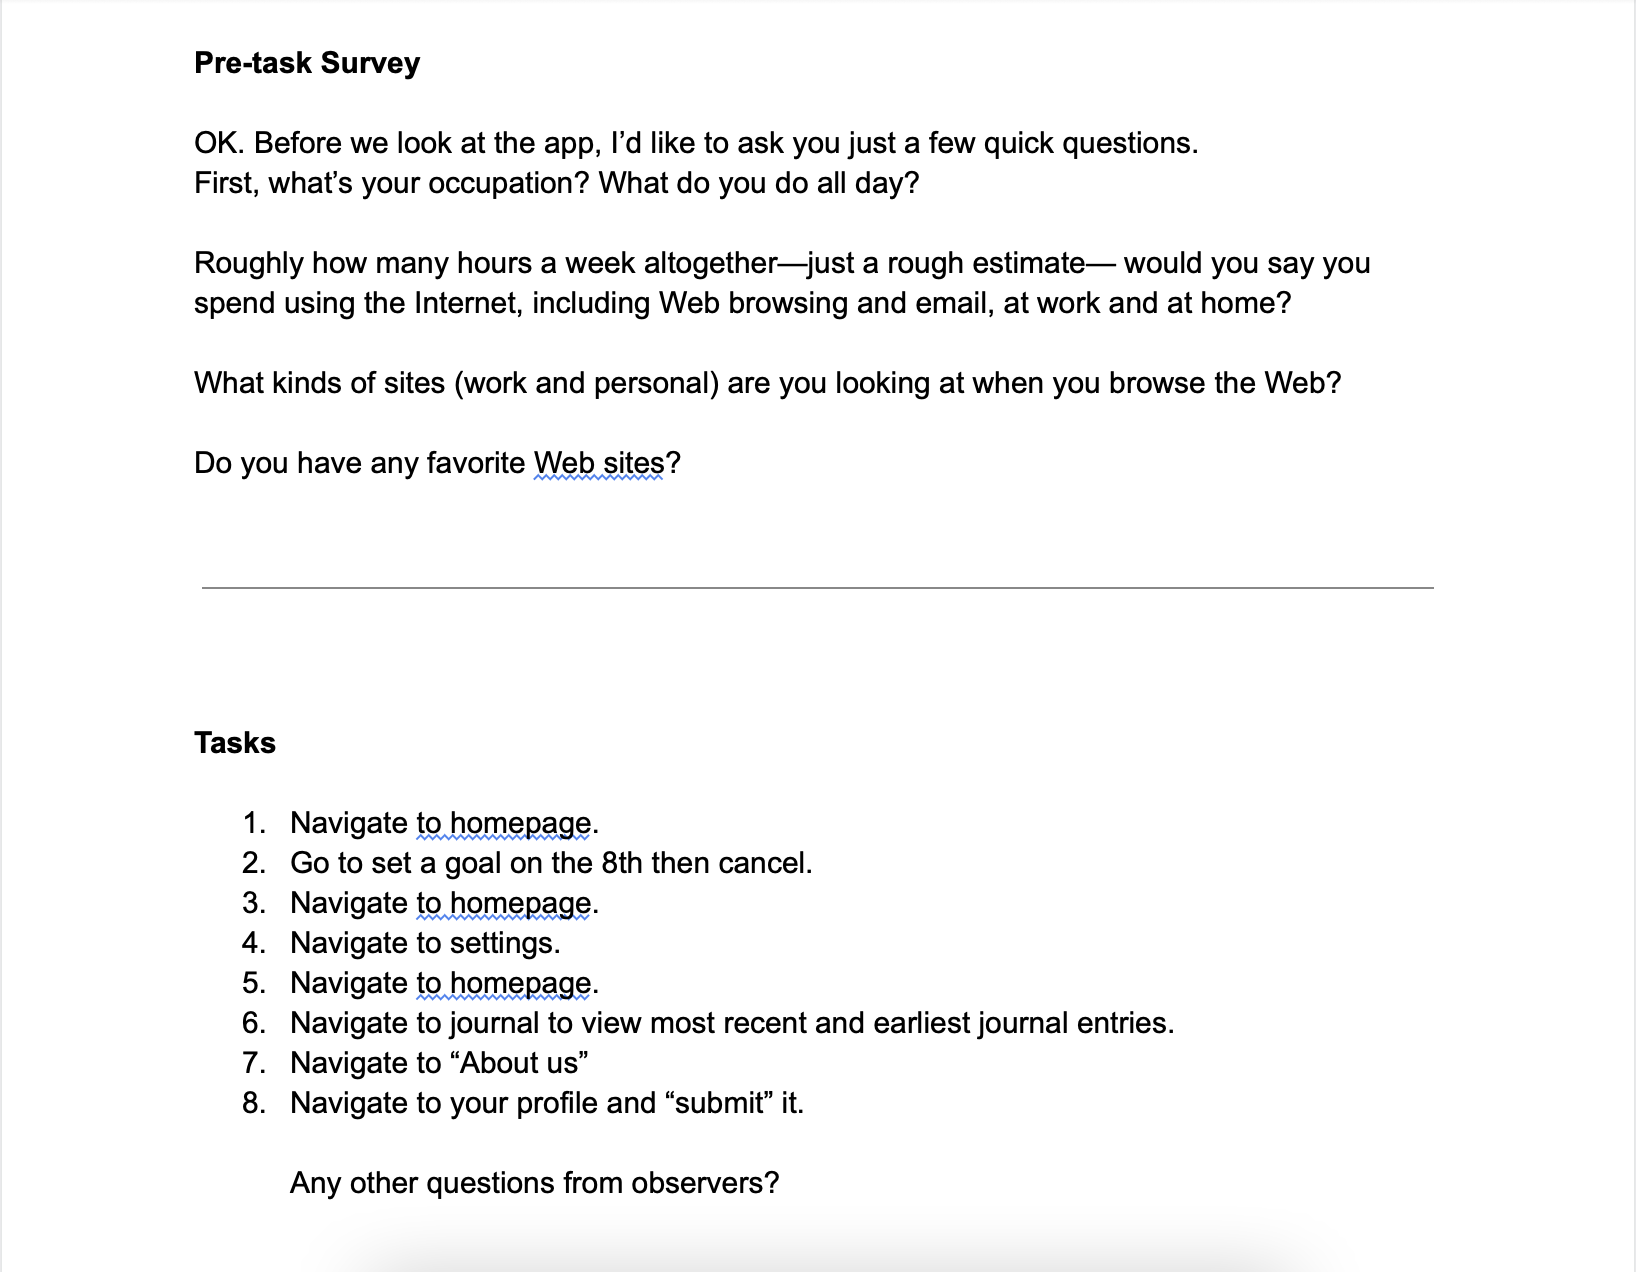 Pre-task Survey
OK. Before we look at the app, I’d like to ask you just a few quick questions.
First, what’s your occupation? What do you do all day?
Roughly how many hours a week altogether—just a rough estimate— would you say you
spend using the Internet, including Web browsing and email, at work and at home?
What kinds of sites (work and personal) are you looking at when you browse the Web?
Do you have any favorite Web sites?
Tasks
1. Navigate to homepage.
2. Go to set a goal on the 8th then cancel.
3. Navigate to homepage.
4. Navigate to settings.
5. Navigate to homepage.
6. Navigate to journal to view most recent and earliest journal entries.
7. Navigate to “About us”
8. Navigate to your profile and “submit” it.
Any other questions from observers?